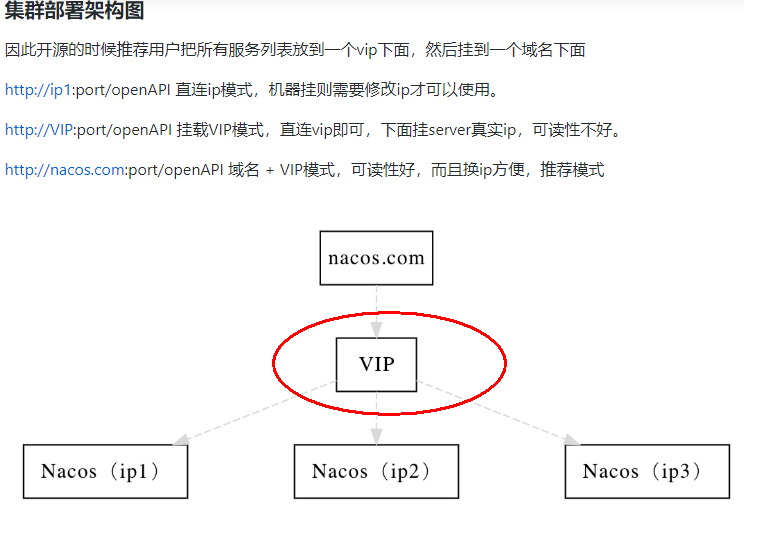 集群部署架构图
因此开源的时候推荐用户把所有服务列表放到一个vip下面，然后挂到一个域名下面
http://ip1:port/openAPI 直连ip模式，机器挂则需要修改ip才可以使用。
http://VIP:port/openAPI 挂载VIP模式，直连vip即可，下面挂server真实ip，可读性不好。
http://nacos.com:port/openAPI 域名 + VIP模式，可读性好，而且换ip方便，推荐模式
nacos.com
VIP
Nacos（ip1）
Nacos（ip2）
Nacos（ip3）